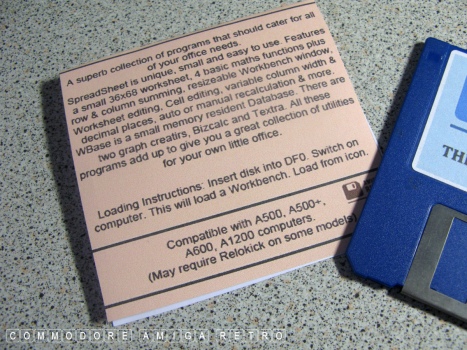 A superb collection of programs that should cater for all
of your office needs.
SpreadSheet is unique, small and easy to use. Features
a small 36x68 worksheet, 4 basic maths functions plus
row & column summing, resizeable Workbench window,
Worksheet editing, Cell editing, variable column width &
decimal places, auto or manual recalculation & more.
WBase is a small memory resident Database. There are
two graph creatirs, Bizcalc and Textra. All these
programs add up to give you a great collection of utilities
for your own little office.
Loading Instructions: Insert disk into DF0. Switch on
computer. This will load a Workbench. Load from icon.
Compatible with A500, A500+,
A600, A1200 computers.
(May require Relokick on some models)
COMMODORE AMIGA RETRO